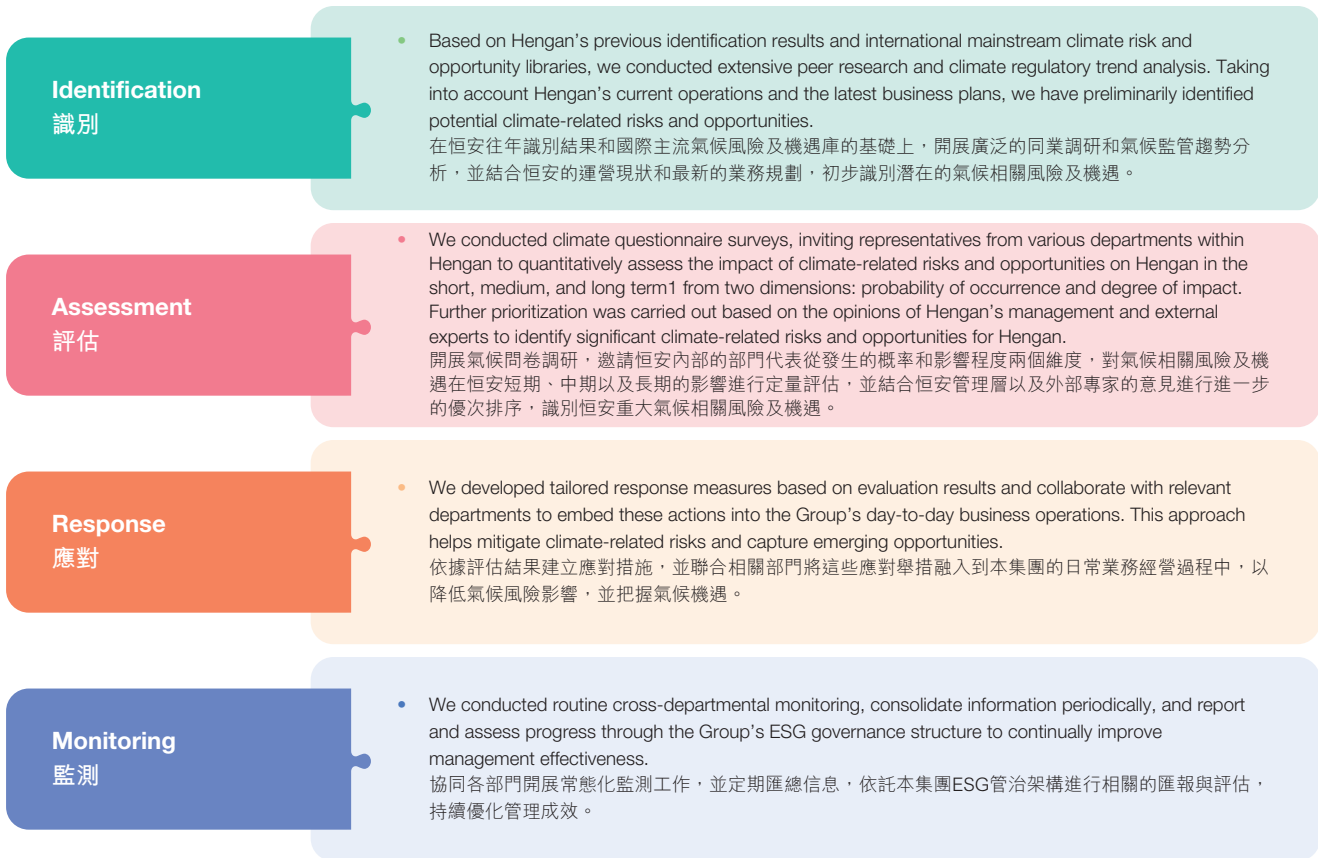 Identification
識別
• Based on Hengan's previous identification results and international mainstream climate risk and
opportunity libraries, we conducted extensive peer research and climate regulatory trend analysis. Taking
into account Hengan's current operations and the latest business plans, we have preliminarily identified
potential climate-related risks and opportunities.
在恒安往年識別結果和國際主流氣候風險及機遇庫的基礎上，開展廣泛的同業調研和氣候監管趨勢分
析，並結合恒安的運營現狀和最新的業務規劃，初步識別潛在的氣候相關風險及機遇。
Assessment
評估
• We conducted climate questionnaire surveys, inviting representatives from various departments within
Hengan to quantitatively assess the impact of climate-related risks and opportunities on Hengan in the
short, medium, and long term1 from two dimensions: probability of occurrence and degree of impact.
Further prioritization was carried out based on the opinions of Hengan's management and external
experts to identify significant climate-related risks and opportunities for Hengan.
開展氣候問卷調研，邀請恒安內部的部門代表從發生的概率和影響程度兩個維度，對氣候相關風險及機
遇在恒安短期、中期以及長期的影響進行定量評估，並結合恒安管理層以及外部專家的意見進行進一步
的優次排序，識別恒安重大氣候相關風險及機遇。
Response
應對
• We developed tailored response measures based on evaluation results and collaborate with relevant
departments to embed these actions into the Group's day-to-day business operations. This approach
helps mitigate climate-related risks and capture emerging opportunities.
依據評估結果建立應對措施，並聯合相關部門將這些應對舉措融入到本集團的日常業務經營過程中，以
降低氣候風險影響，並把握氣候機遇。
Monitoring
監測
• We conducted routine cross-departmental monitoring, consolidate information periodically, and report
and assess progress through the Group's ESG governance structure to continually improve
management effectiveness.
協同各部門開展常態化監測工作，並定期匯總信息，依託本集團ESG管治架構進行相關的匯報與評估，
持續優化管理成效。